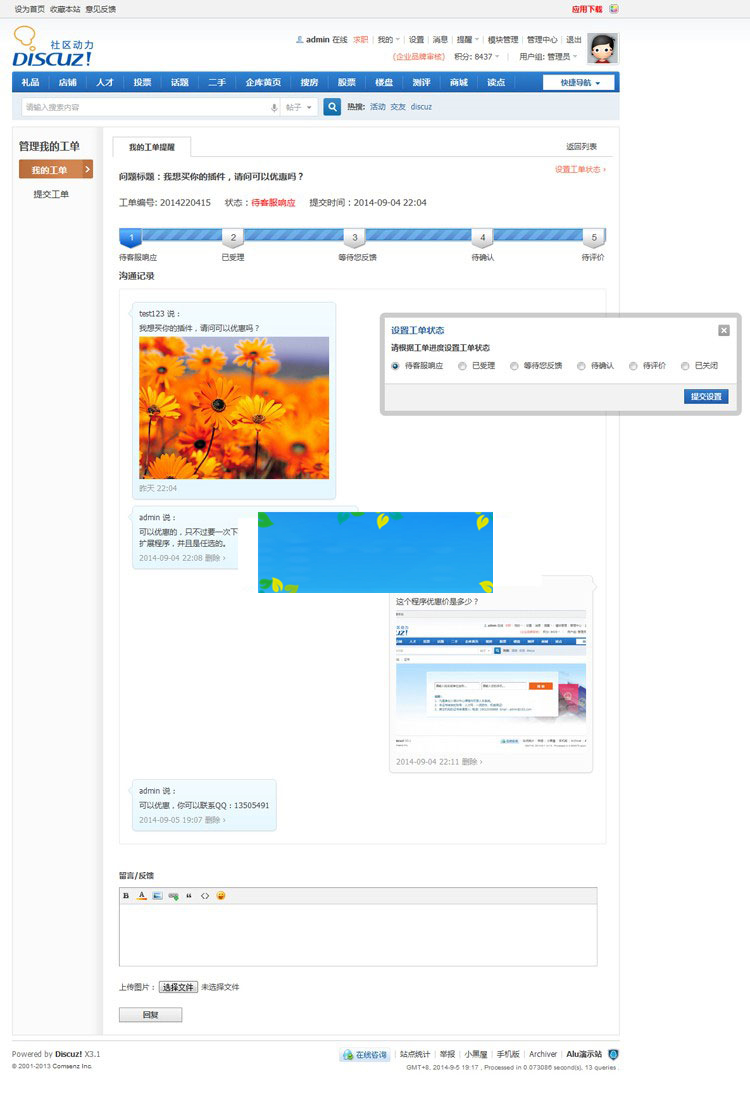 设为首页 收藏本站 意见反馈
应用下载
社区动力
DISCUZ!
admin 在线 求职 | 我的 | 设置 | 消息 | 提醒 | 模块管理 | 管理中心 | 退出
(企业品牌审核) 积分: 8437 | 用户组: 管理员
礼品 店铺 人才 投票 话题 二手 企库黄页 搜房 股票 楼盘 测评 商城 读点 快捷导航
请输入搜索内容 帖子 热搜: 活动 交友 discuz
管理我的工单
我的工单
提交工单
我的工单提醒 返回列表
问题标题：我想买你的插件，请问可以优惠吗？
设置工单状态 ›
工单编号: 2014220415 状态：待客服响应 提交时间：2014-09-04 22:04
1 2 3 4 5
待客服响应 已受理 等待您反馈 待确认 待评价
沟通记录
test123 说：
我想买你的插件，请问可以优惠吗？
昨天 22:04
设置工单状态
请根据工单进度设置工单状态
待客服响应 已受理 等待您反馈 待确认 待评价 已关闭
提交设置
admin 说：
可以优惠的，只不过要一次下
扩展程序，并且是任选的。
2014-09-04 22:08 删除 ›
这个程序优惠价是多少？
2014-09-04 22:11 删除 ›
admin 说：
可以优惠，你可以联系QQ：13505491
2014-09-05 19:07 删除 ›
留言/反馈
B A
上传图片： 选择文件 未选择文件
回复
Powered by Discuz! X3.1
© 2001-2013 Comsenz Inc.
在线咨询 | 站点统计 | 举报 | 小黑屋 | 手机版 | Archiver | Alu演示站
GMT+8, 2014-9-5 19:17 , Processed in 0.073086 second(s), 13 queries .